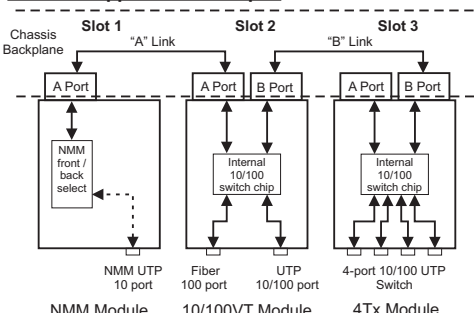 Slot 1 Slot 2 Slot 3
Chassis
Backplane
“A” Link “B” Link
A Port A Port B Port A Port B Port
NMM
front /
back
select
Internal
10/100
switch chip
Internal
10/100
switch chip
NMM UTP
10 port
Fiber
100 port
UTP
10/100 port
4-port 10/100 UTP
Switch
NMM Module 10/100VT Module 4Tx Module